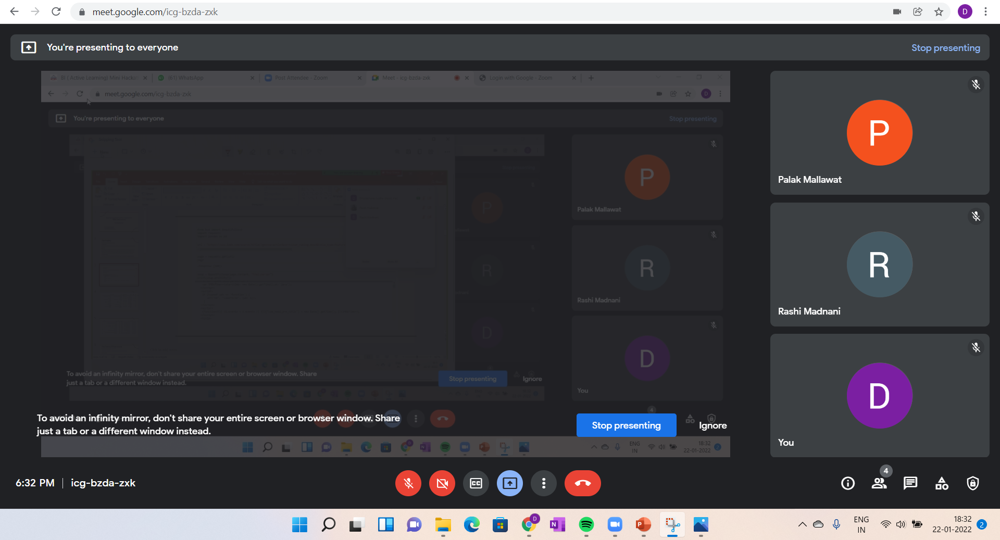 meet.google.com/icg-bzda-zxk
D
You're presenting to everyone
Stop presenting
BI ( Active Learning) Mini Hacka
(61) WhatsApp
Post Attendee - Zoom
Meet - icg-bzda-zxk
Login with Google - Zoom
meet.google.com/icg-bzda-zxk
D
You're presenting to everyone
Stop presenting
P
Palak Mallawat
R
Rashi Madnani
D
You
P
R
D
To avoid an infinity mirror, don't share your entire screen or browser window. Share
just a tab or a different window instead.
Stop presenting
Ignore
4
To avoid an infinity mirror, don't share your entire screen or browser window. Share
just a tab or a different window instead.
Stop presenting
Ignore
ENG
IN
18:32
22-01-2022
2
P
Palak Mallawat
R
Rashi Madnani
D
You
6:32 PM | icg-bzda-zxk
CC
4
D
N
P
ENG
IN
18:32
22-01-2022
2